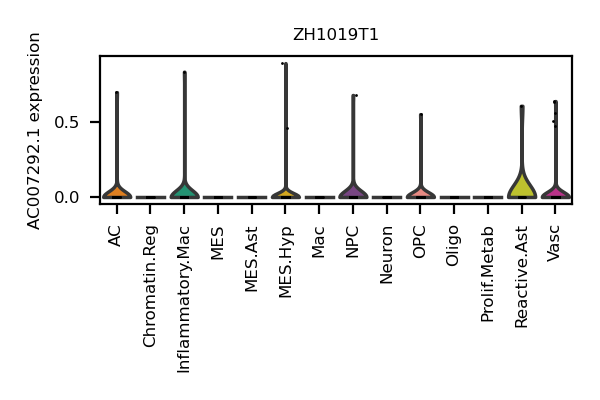 ZH1019T1
AC007292.1 expression
0.5
0.0
AC
Chromatin.Reg
Inflammatory.Mac
MES
MES.Ast
MES.Hyp
Mac
NPC
Neuron
OPC
Oligo
Prolif.Metab
Reactive.Ast
Vasc